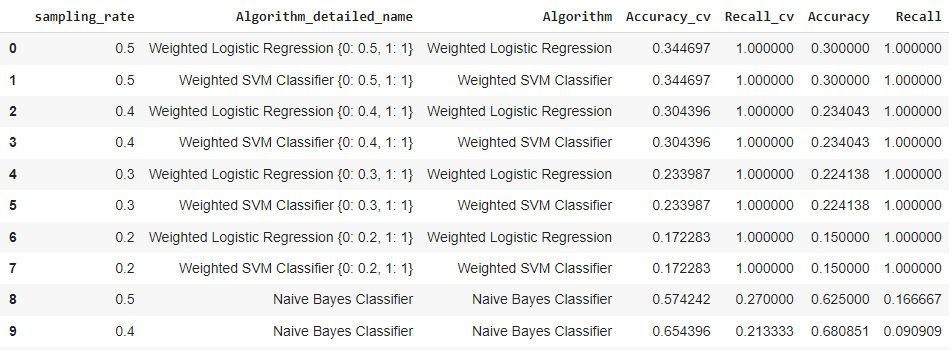 sampling_rate Algorithm_detailed_name Algorithm Accuracy_cv Recall_cv Accuracy Recall
0 0.5 Weighted Logistic Regression {0: 0.5, 1: 1} Weighted Logistic Regression 0.344697 1.000000 0.300000 1.000000
1 0.5 Weighted SVM Classifier {0: 0.5, 1: 1} Weighted SVM Classifier 0.344697 1.000000 0.300000 1.000000
2 0.4 Weighted Logistic Regression {0: 0.4, 1: 1} Weighted Logistic Regression 0.304396 1.000000 0.234043 1.000000
3 0.4 Weighted SVM Classifier {0: 0.4, 1: 1} Weighted SVM Classifier 0.304396 1.000000 0.234043 1.000000
4 0.3 Weighted Logistic Regression {0: 0.3, 1: 1} Weighted Logistic Regression 0.233987 1.000000 0.224138 1.000000
5 0.3 Weighted SVM Classifier {0: 0.3, 1: 1} Weighted SVM Classifier 0.233987 1.000000 0.224138 1.000000
6 0.2 Weighted Logistic Regression {0: 0.2, 1: 1} Weighted Logistic Regression 0.172283 1.000000 0.150000 1.000000
7 0.2 Weighted SVM Classifier {0: 0.2, 1: 1} Weighted SVM Classifier 0.172283 1.000000 0.150000 1.000000
8 0.5 Naive Bayes Classifier Naive Bayes Classifier 0.574242 0.270000 0.625000 0.166667
9 0.4 Naive Bayes Classifier Naive Bayes Classifier 0.654396 0.213333 0.680851 0.090909